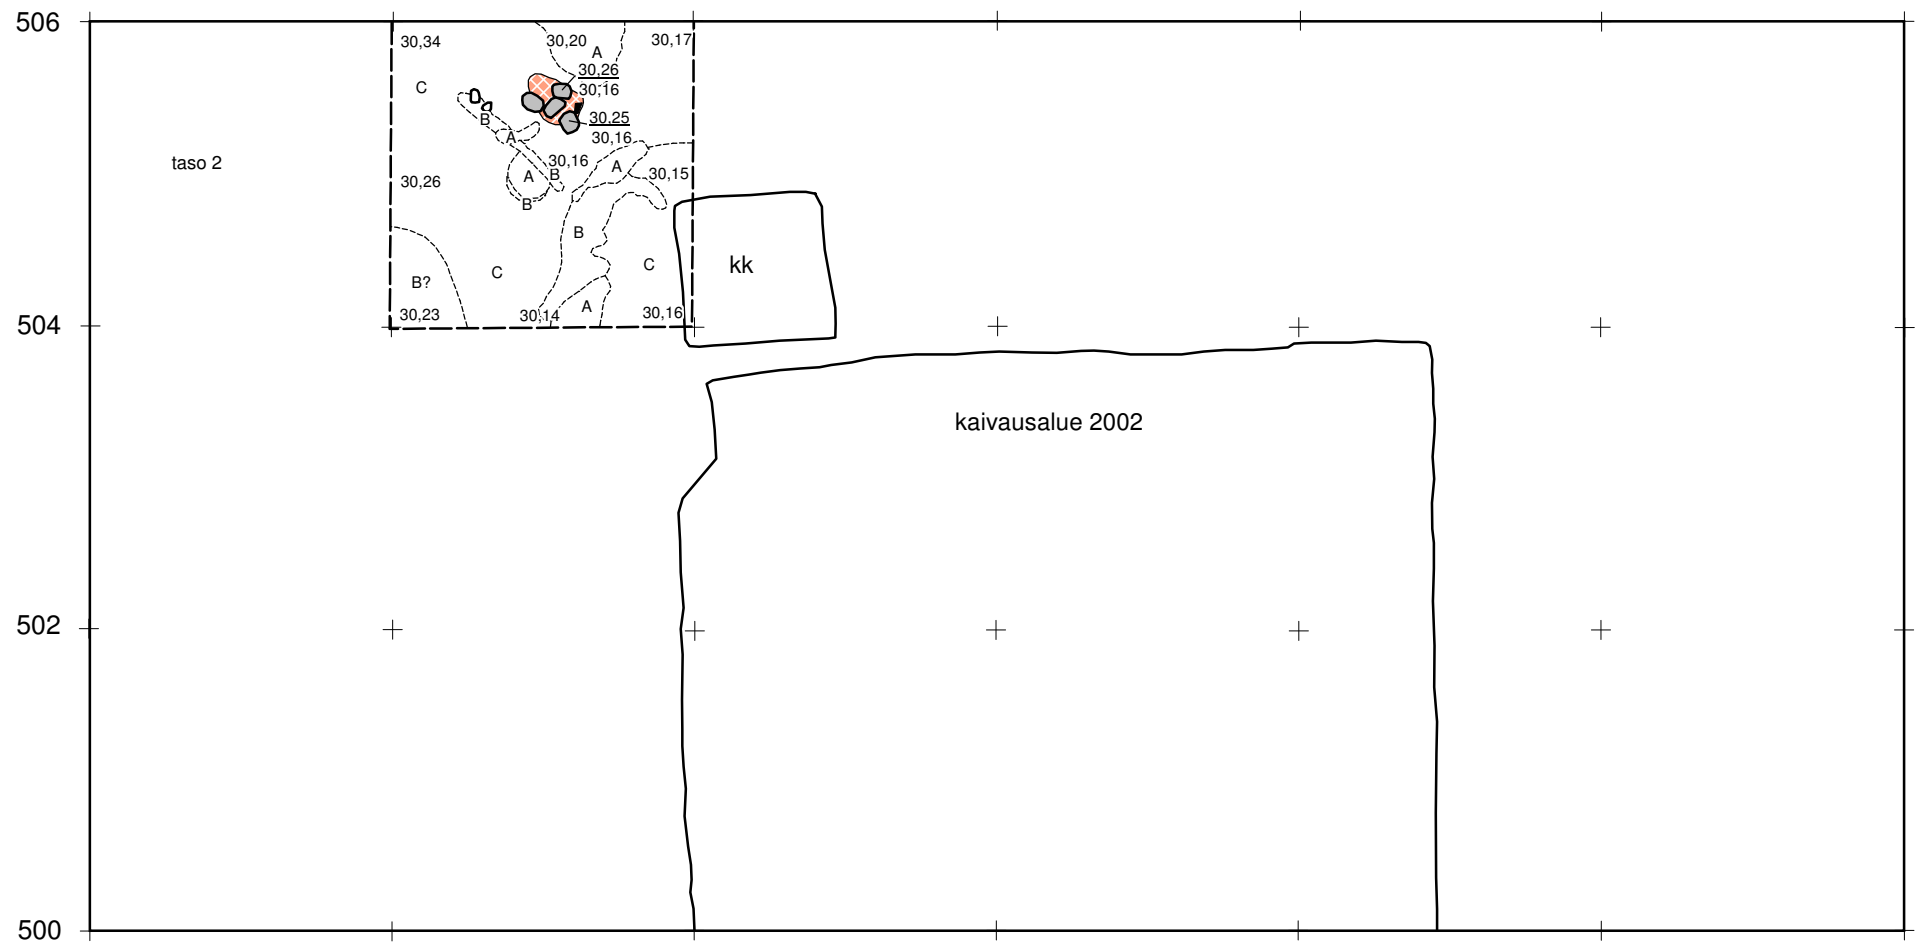 506
30,34
30,20
A
30,17
30,26
30,16
C
B
30,25
30,16
A
taso 2
30,16
A
B
A
30,15
30,26
B
B
kk
C
C
B?
A
30,23
30,14
30,16
504
kaivausalue 2002
502
500